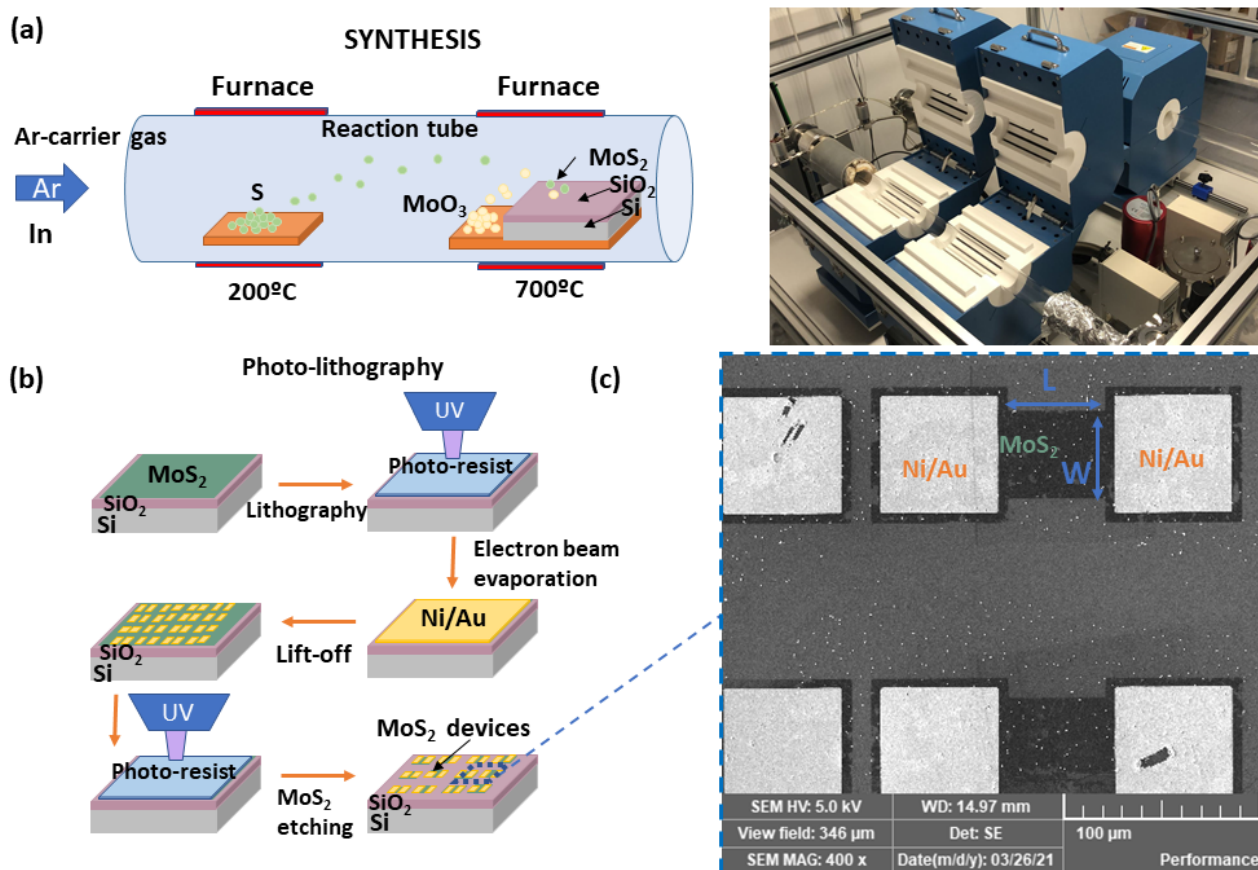 (a)
SYNTHESIS
Furnace
Furnace
Reaction tube
Ar-carrier gas
Ar
In
S
MoO₃
MoS₂
SiO₂
Si
200ºC
700ºC
(b)
Photo-lithography
UV
MoS₂
SiO₂
Si
Lithography
Photo-resist
Electron beam
evaporation
Ni/Au
Lift-off
SiO₂
Si
UV
Photo-resist
MoS₂
etching
MoS₂ devices
SiO₂
Si
(c)
L
MoS₂
W
Ni/Au
Ni/Au
SEM HV: 5.0 kV
WD: 14.97 mm
View field: 346 µm
Det: SE
100 µm
SEM MAG: 400 x
Date(m/d/y): 03/26/21
Performance